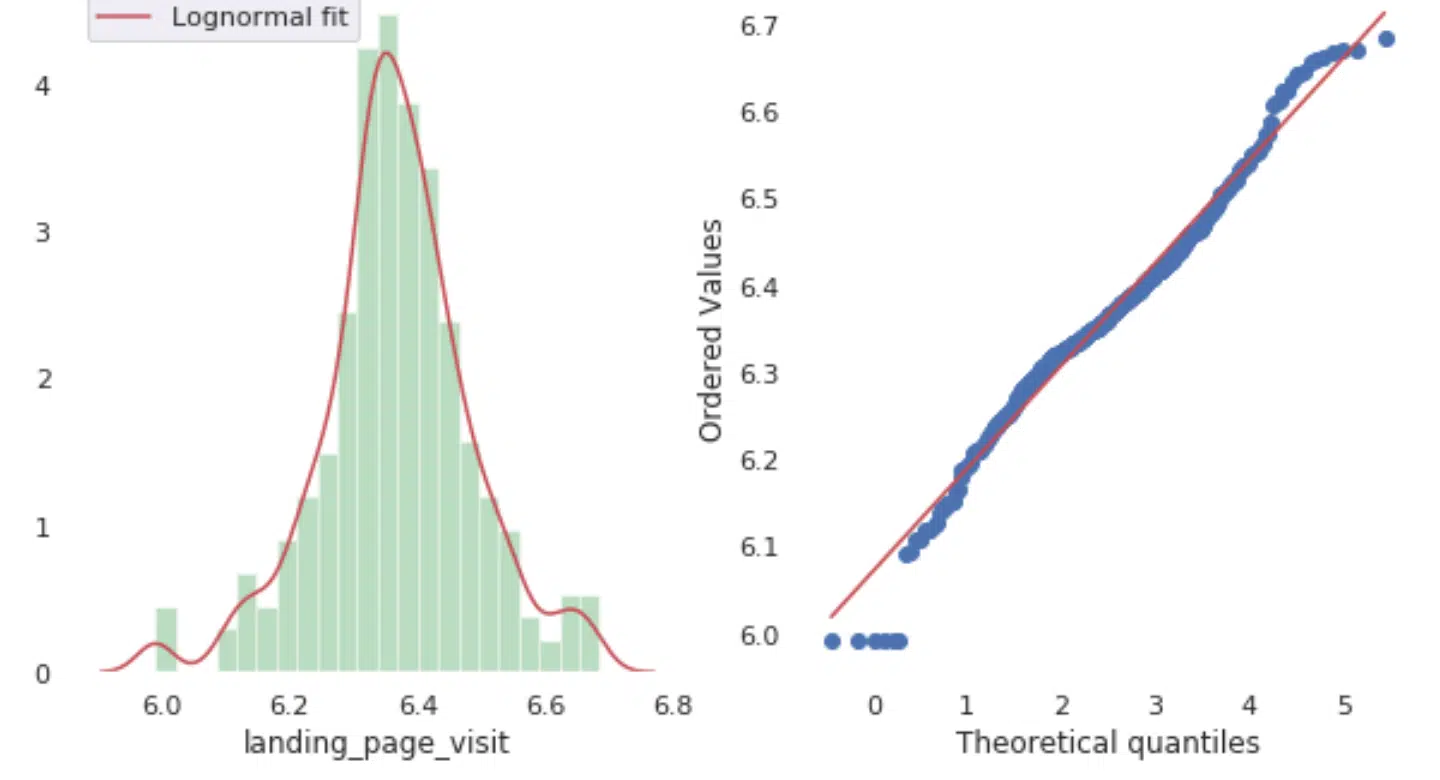 Lognormal fit
4
3
2
1
0
6.0 6.2 6.4 6.6 6.8
landing_page_visit
6.7
6.6
6.5
6.4
6.3
6.2
6.1
6.0
Ordered Values
0 1 2 3 4 5
Theoretical quantiles